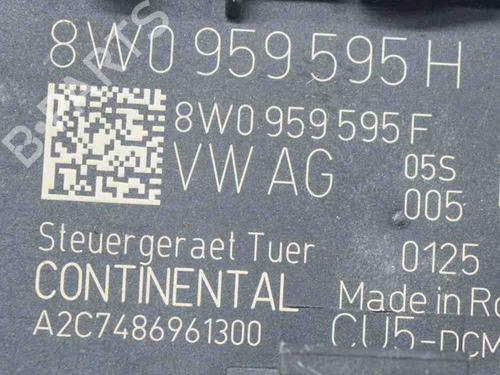 8W0 959 595 H
8W0 959 595 F
VW AG 05S
005
Steuergeraet Tuer 0125
CONTINENTAL Made in Ro
A2C7486961300 CU5-DCM
B-PARTS